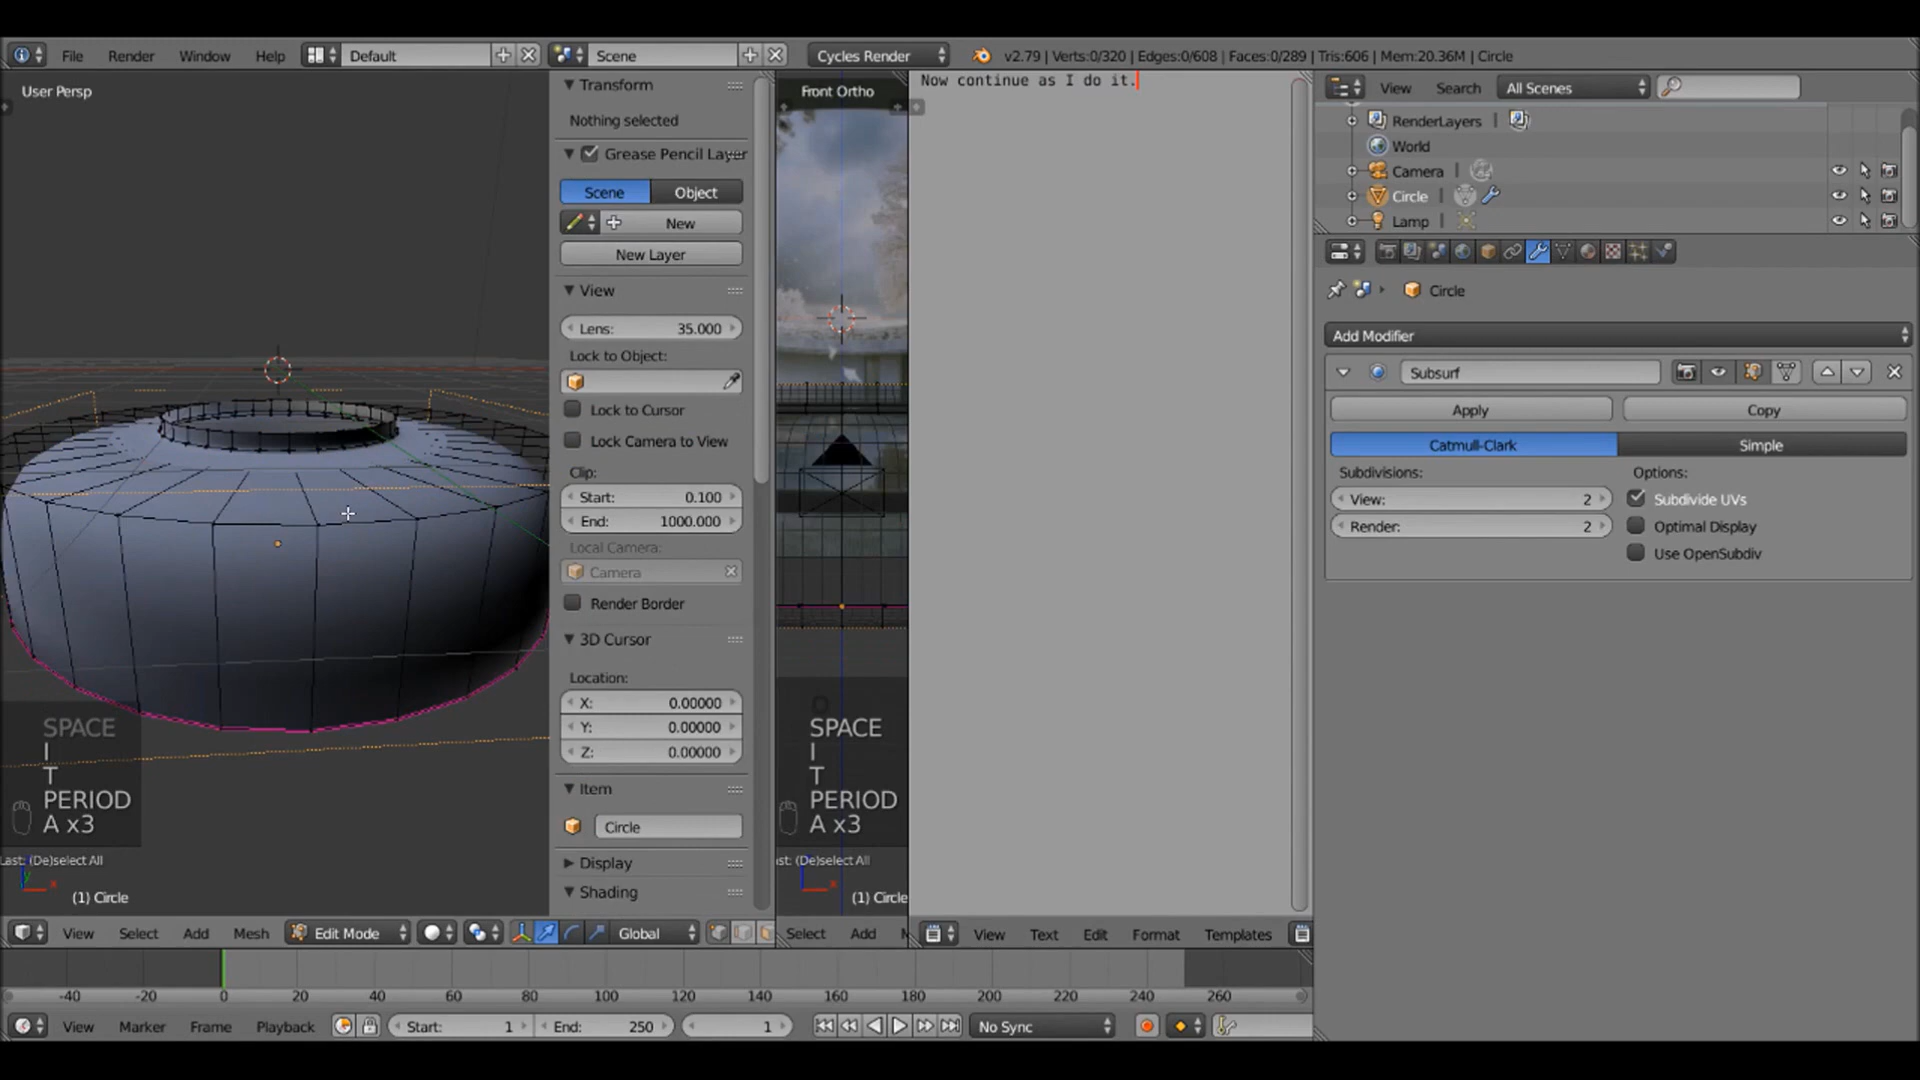 File Render Window Help Default Scene Cycles Render v2.79 | Verts:0/320 | Edges:0/608 | Faces:0/289 | Tris:606 | Mem:20.36M | Circle
User Persp
SPACE
I
T
PERIOD
A x3
Last: (De)select All
(1) Circle
View Select Add Mesh Edit Mode Global
Transform
Nothing selected
Grease Pencil Layer
Scene Object
New
New Layer
View
Lens: 35.000
Lock to Object:
Lock to Cursor
Lock Camera to View
Clip:
Start: 0.100
End: 1000.000
Local Camera:
Camera
Render Border
3D Cursor
Location:
X: 0.00000
Y: 0.00000
Z: 0.00000
Item
Circle
Display
Shading
Front Ortho
SPACE
I
T
PERIOD
A x3
st: (De)select All
(1) Circle
Select Add
Now continue as I do it.
View Text Edit Format Templates
View Search All Scenes
RenderLayers
World
Camera
Circle
Lamp
Circle
Add Modifier
Subsurf
Apply Copy
Catmull-Clark Simple
Subdivisions: Options:
View: 2 Subdivide UVs
Render: 2 Optimal Display
Use OpenSubdiv
-40 -20 0 20 40 60 80 100 120 140 160 180 200 220 240 260
View Marker Frame Playback Start: 1 End: 250 1 No Sync